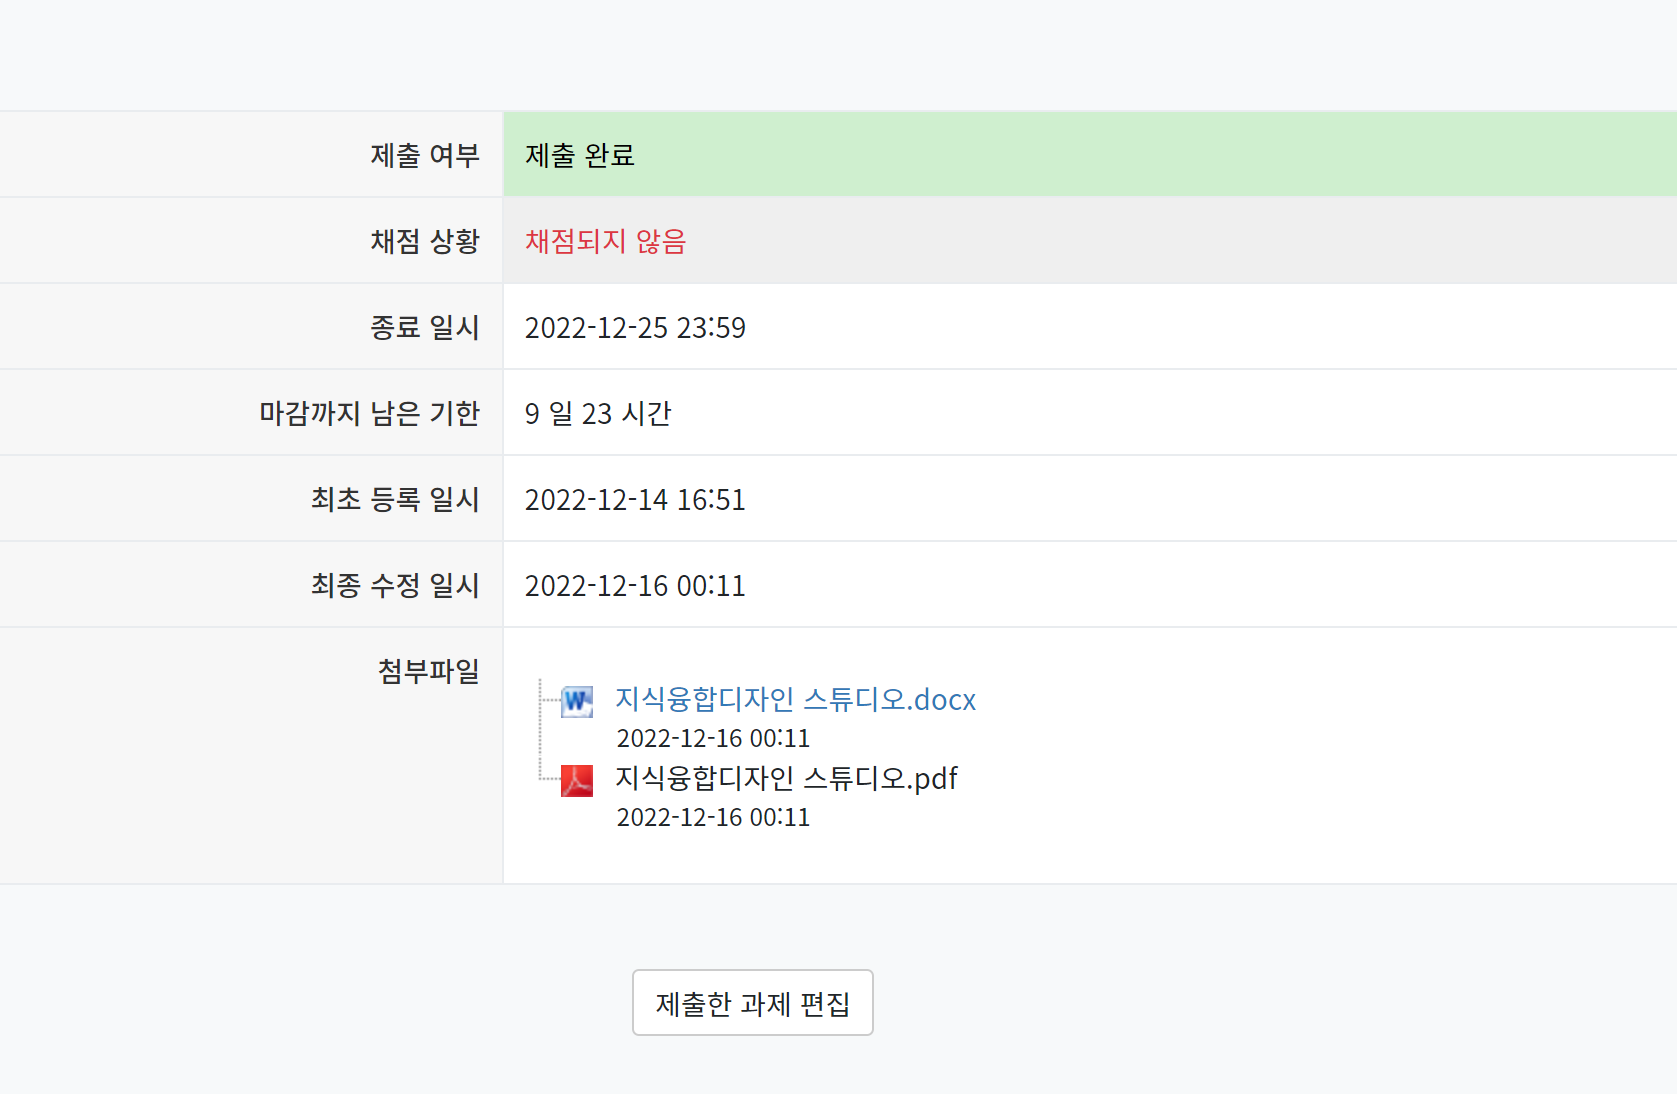 제출 여부 제출 완료
채점 상황 채점되지 않음
종료 일시 2022-12-25 23:59
마감까지 남은 기한 9 일 23 시간
최초 등록 일시 2022-12-14 16:51
최종 수정 일시 2022-12-16 00:11
첨부파일
지식융합디자인 스튜디오.docx
2022-12-16 00:11
지식융합디자인 스튜디오.pdf
2022-12-16 00:11
제출한 과제 편집